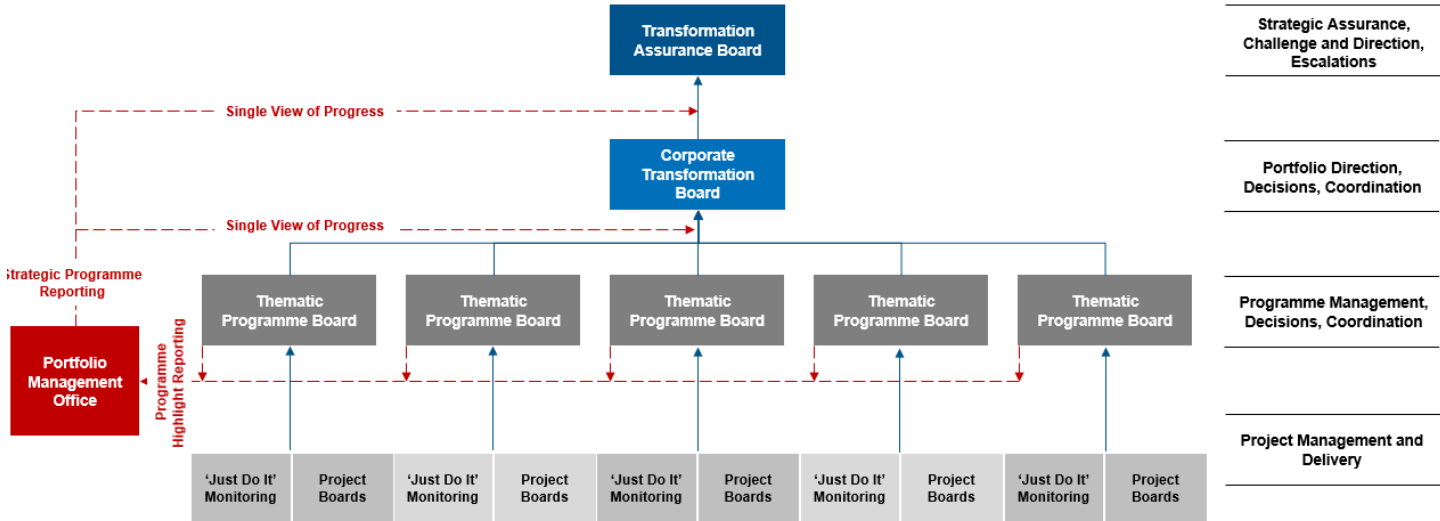 Transformation
Assurance Board
Strategic Assurance,
Challenge and Direction,
Escalations
Single View of Progress
Corporate
Transformation
Board
Portfolio Direction,
Decisions, Coordination
Single View of Progress
Strategic Programme
Reporting
Thematic
Programme Board
Thematic
Programme Board
Thematic
Programme Board
Thematic
Programme Board
Thematic
Programme Board
Programme Management,
Decisions, Coordination
Portfolio
Management
Office
Programme
Highlight Reporting
Project Management and
Delivery
‘Just Do It’
Monitoring
Project
Boards
‘Just Do It’
Monitoring
Project
Boards
‘Just Do It’
Monitoring
Project
Boards
‘Just Do It’
Monitoring
Project
Boards
‘Just Do It’
Monitoring
Project
Boards